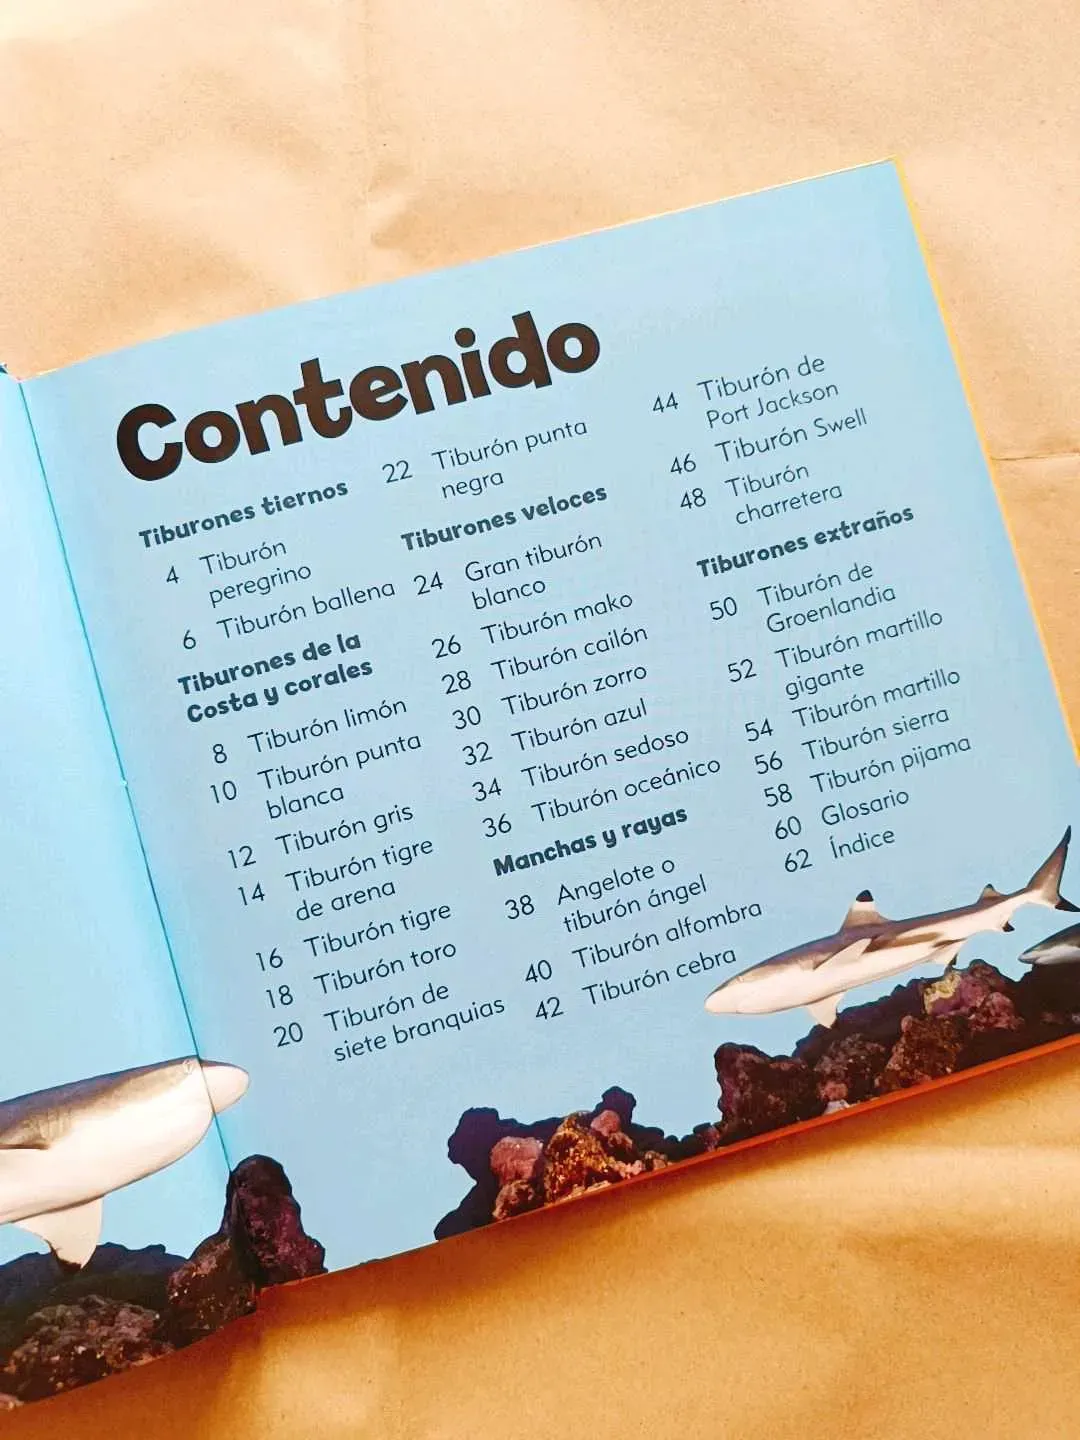 Contenido
Tiburones tiernos
4 Tiburón
peregrino
6 Tiburón ballena
Tiburones de la
Costa y corales
8 Tiburón limón
10 Tiburón punta
blanca
12 Tiburón gris
14 Tiburón tigre
de arena
16 Tiburón tigre
18 Tiburón toro
20 Tiburón de
siete branquias
22 Tiburón punta
negra
Tiburones veloces
24 Gran tiburón
blanco
26 Tiburón mako
28 Tiburón cailón
30 Tiburón zorro
32 Tiburón azul
34 Tiburón sedoso
36 Tiburón oceánico
Manchas y rayas
38 Angelote o
tiburón ángel
40 Tiburón alfombra
42 Tiburón cebra
44 Tiburón de
Port Jackson
46 Tiburón Swell
48 Tiburón
charretera
Tiburones extraños
50 Tiburón de
Groenlandia
52 Tiburón martillo
gigante
54 Tiburón martillo
56 Tiburón sierra
58 Tiburón pijama
60 Glosario
62 Índice